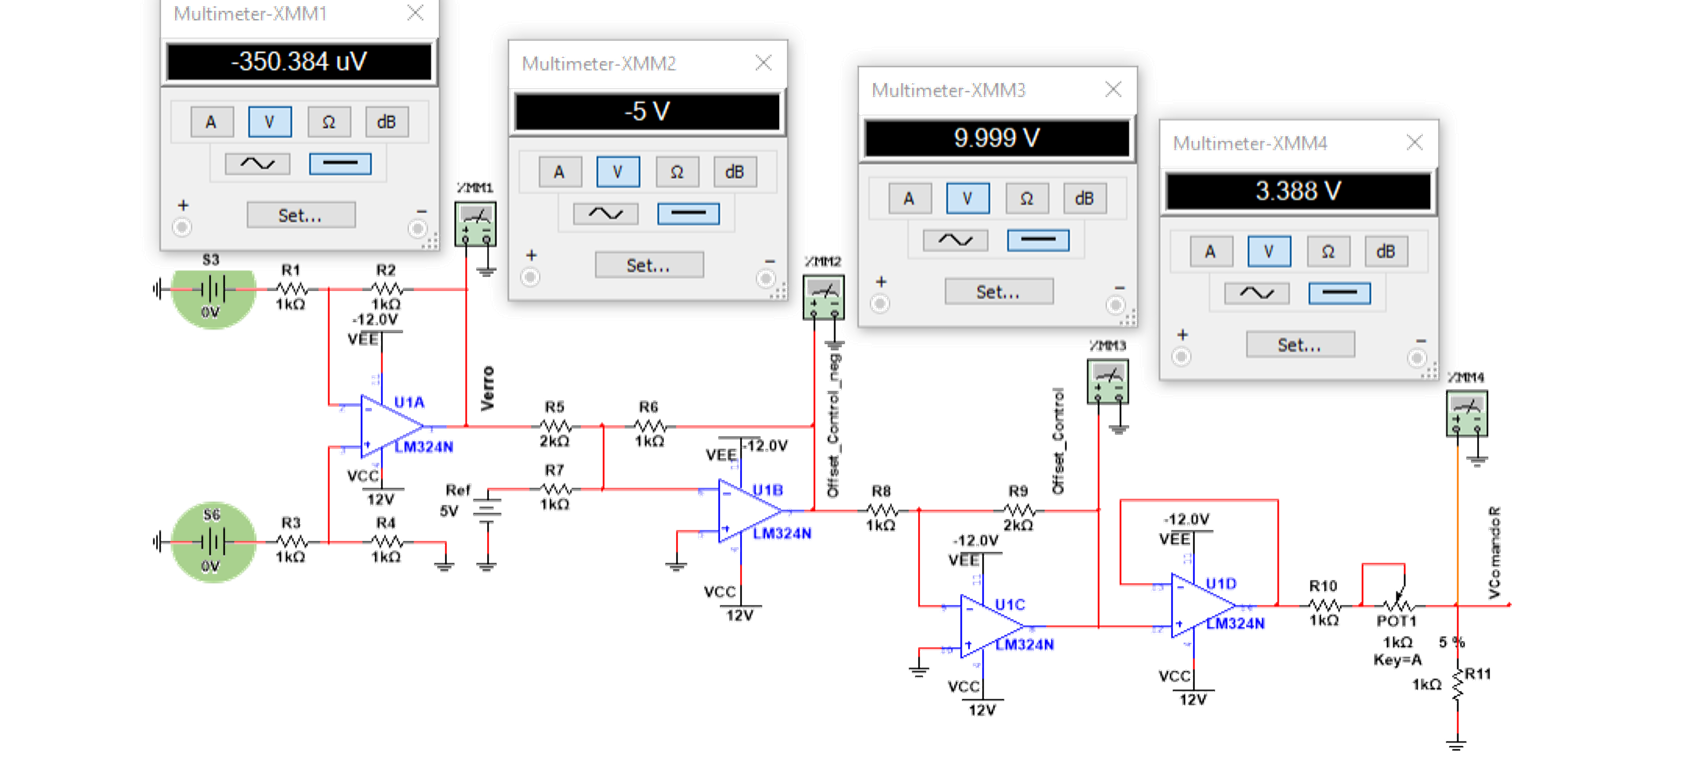 Multimeter-XMM1
-350.384 uV
A V Ω dB
+ Set... −
Multimeter-XMM2
-5 V
A V Ω dB
+ Set... −
Multimeter-XMM3
9.999 V
A V Ω dB
+ Set... −
Multimeter-XMM4
3.388 V
A V Ω dB
+ Set... −
XMM1
XMM2
XMM3
XMM4
S3
0V
R1
1kΩ
R2
1kΩ
-12.0V
VEE
U1A
LM324N
VCC
12V
Verro
S6
0V
R3
1kΩ
R4
1kΩ
R5
2kΩ
R6
1kΩ
R7
1kΩ
Ref
5V
VEE -12.0V
U1B
LM324N
VCC
12V
Offset_Control_neg
R8
1kΩ
R9
2kΩ
Offset_Control
-12.0V
VEE
U1C
LM324N
VCC
12V
-12.0V
VEE
U1D
LM324N
VCC
12V
R10
1kΩ
POT1
1kΩ 5 %
Key=A
VComandoR
R11
1kΩ